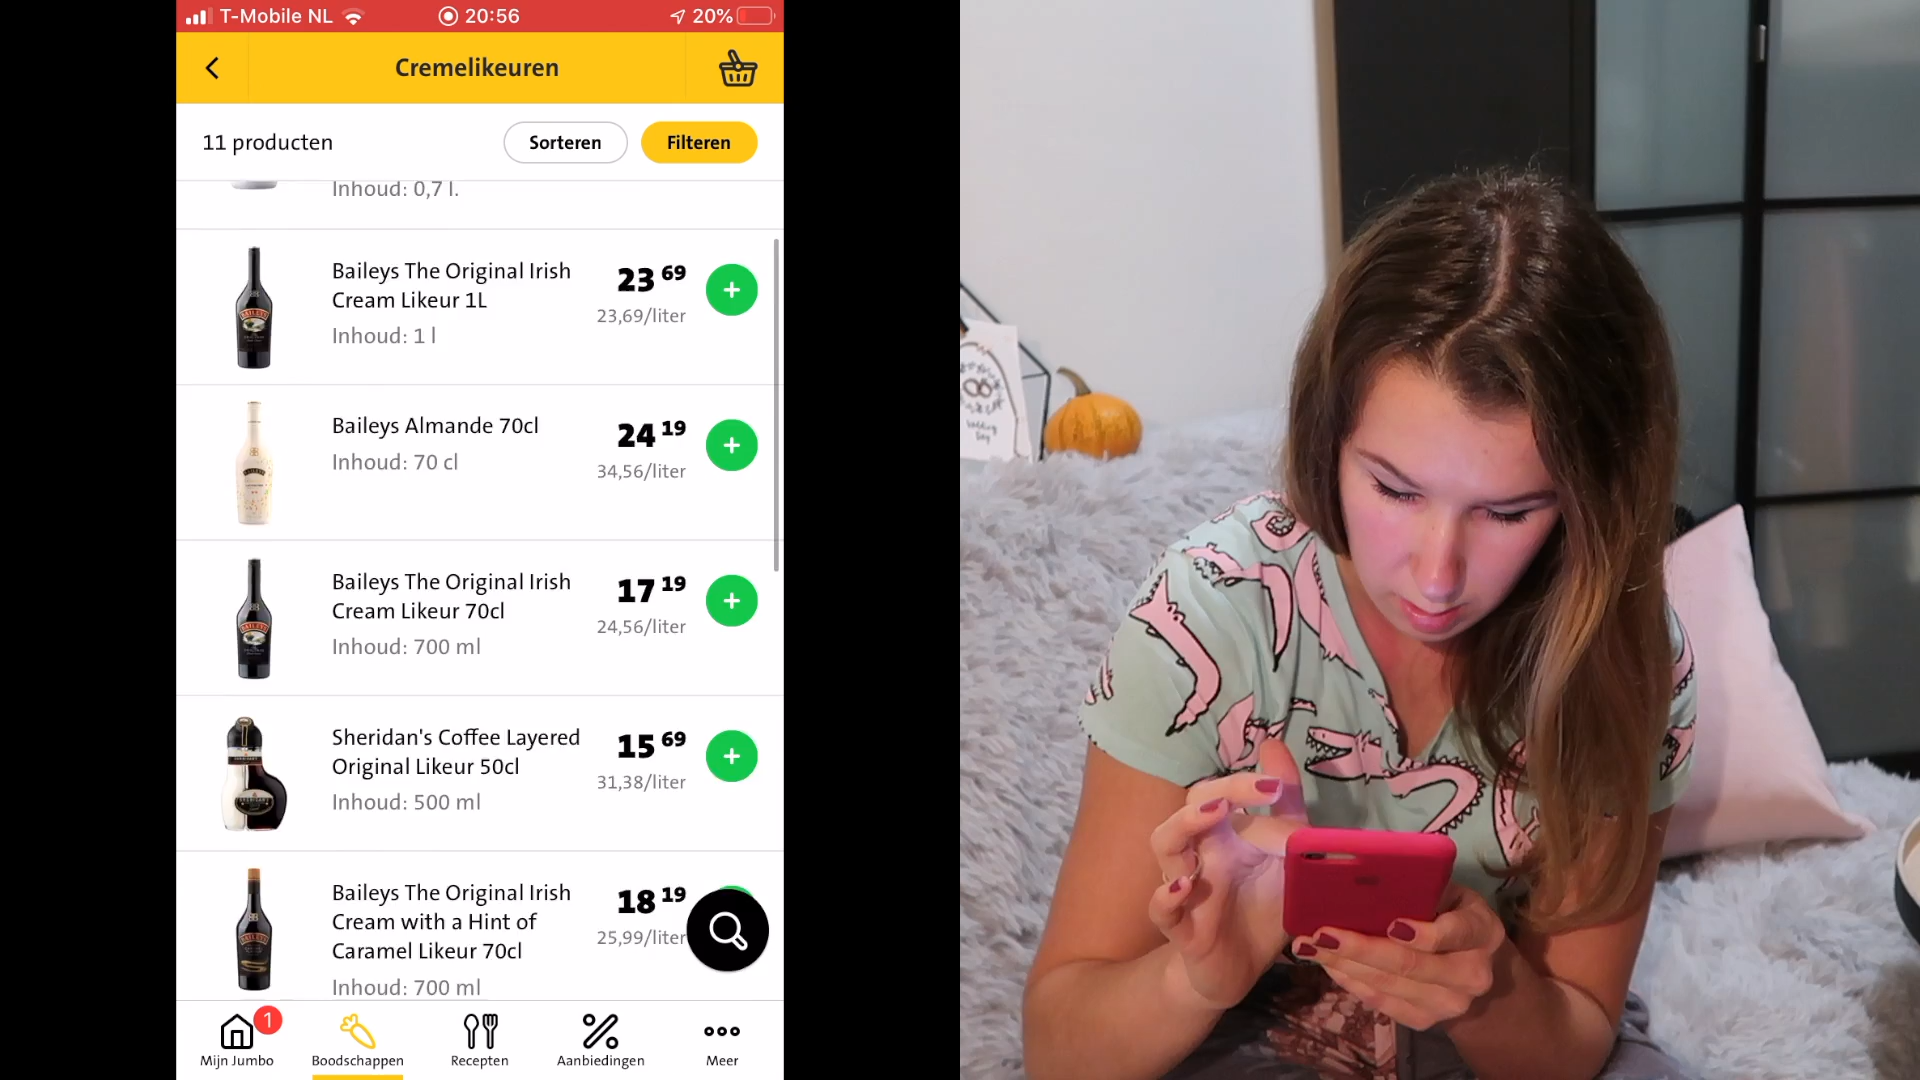 T-Mobile NL 20:56 20%
Cremelikeuren
11 producten Sorteren Filteren
Inhoud: 0,7 l.
Baileys The Original Irish
Cream Likeur 1L
Inhoud: 1 l
23 69
23,69/liter
Baileys Almande 70cl
Inhoud: 70 cl
24 19
34,56/liter
Baileys The Original Irish
Cream Likeur 70cl
Inhoud: 700 ml
17 19
24,56/liter
Sheridan's Coffee Layered
Original Likeur 50cl
Inhoud: 500 ml
15 69
31,38/liter
Baileys The Original Irish
Cream with a Hint of
Caramel Likeur 70cl
Inhoud: 700 ml
18 19
25,99/liter
1
Mijn Jumbo Boodschappen Recepten Aanbiedingen Meer